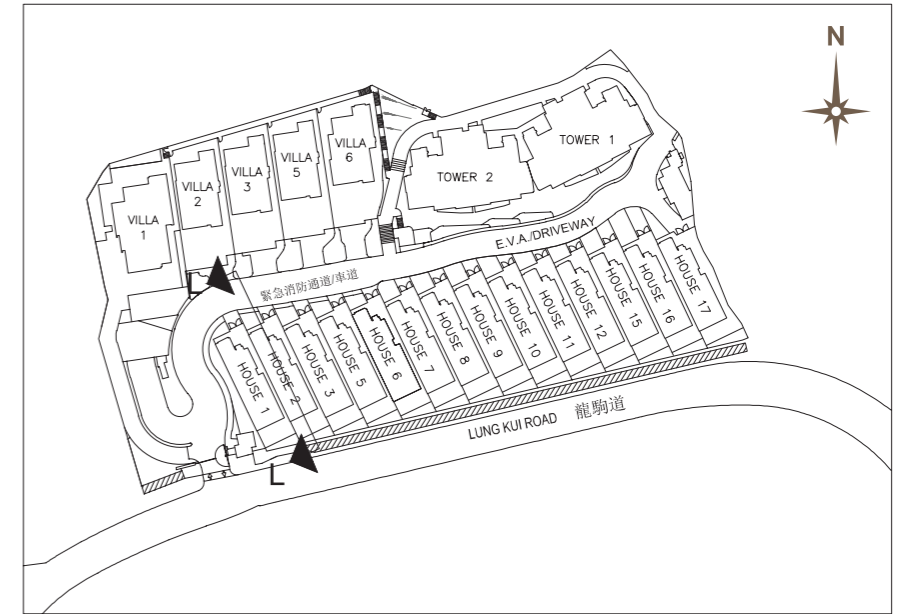 N
TOWER 1
TOWER 2
VILLA
6
VILLA
5
VILLA
3
VILLA
2
VILLA
1
E.V.A./DRIVEWAY
緊急消防通道/車道
L
HOUSE 1
HOUSE 2
HOUSE 3
HOUSE 5
HOUSE 6
HOUSE 7
HOUSE 8
HOUSE 9
HOUSE 10
HOUSE 11
HOUSE 12
HOUSE 15
HOUSE 16
HOUSE 17
LUNG KUI ROAD 龍駒道
L